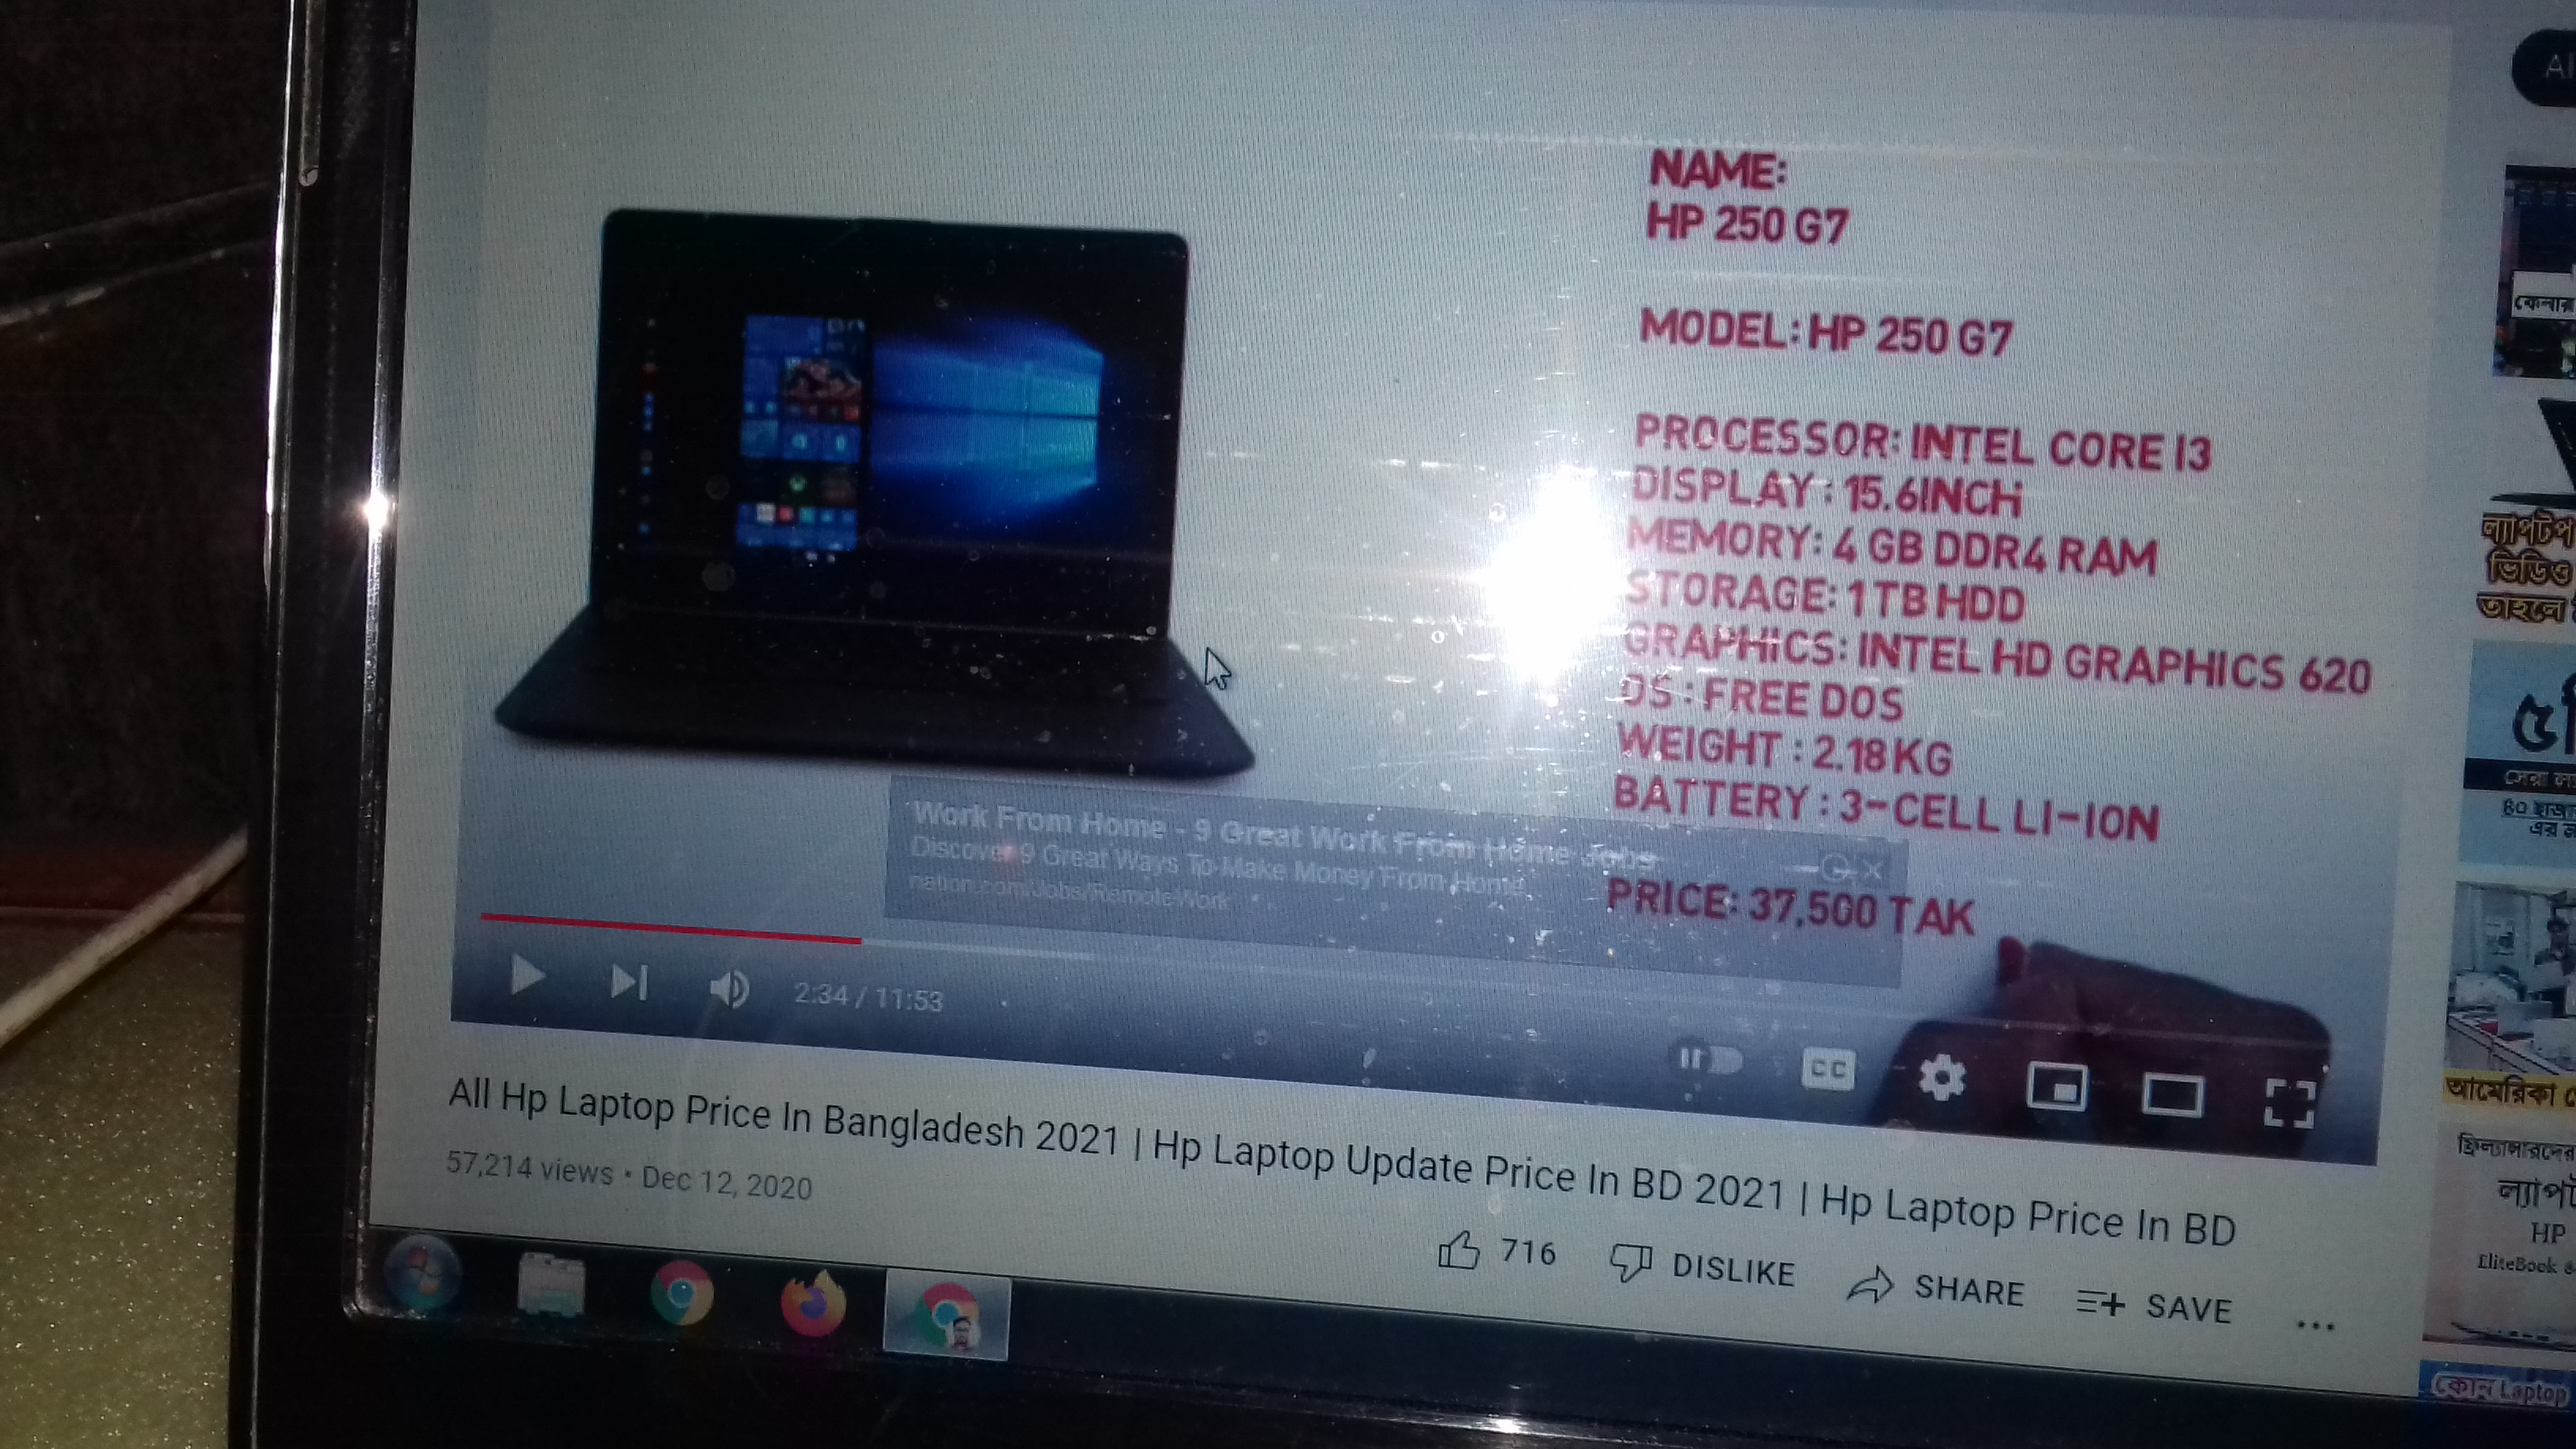 NAME:
HP 250 G7
MODEL: HP 250 G7
PROCESSOR: INTEL CORE I3
DISPLAY : 15.6INCH
MEMORY: 4 GB DDR4 RAM
STORAGE: 1 TB HDD
GRAPHICS: INTEL HD GRAPHICS 620
OS : FREE DOS
WEIGHT : 2.18 KG
BATTERY : 3-CELL LI-ION
PRICE: 37,500 TAK
Work From Home - 9 Great Work From Home Jobs
Discover 9 Great Ways To Make Money From Home
nation.com/Jobs/RemoteWork
2:34 / 11:53
CC
All Hp Laptop Price In Bangladesh 2021 | Hp Laptop Update Price In BD 2021 | Hp Laptop Price In BD
57,214 views • Dec 12, 2020
716 DISLIKE SHARE SAVE ...
ল্যাপটপ
ভিডিও
তাহলে
আমেরিকা
HP
EliteBook
কোন Laptop